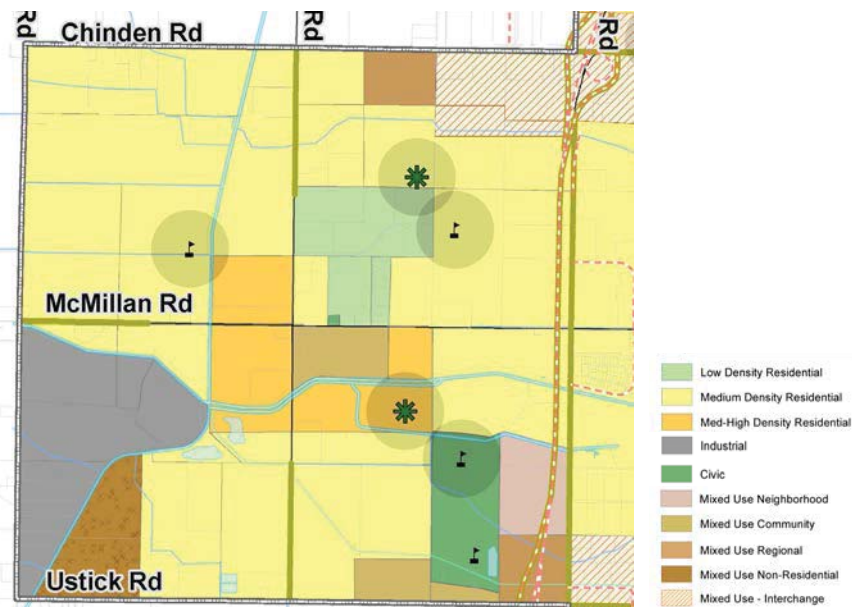 Rd
Rd
Rd
Chinden Rd
McMillan Rd
Ustick Rd
Low Density Residential
Medium Density Residential
Med-High Density Residential
Industrial
Civic
Mixed Use Neighborhood
Mixed Use Community
Mixed Use Regional
Mixed Use Non-Residential
Mixed Use - Interchange